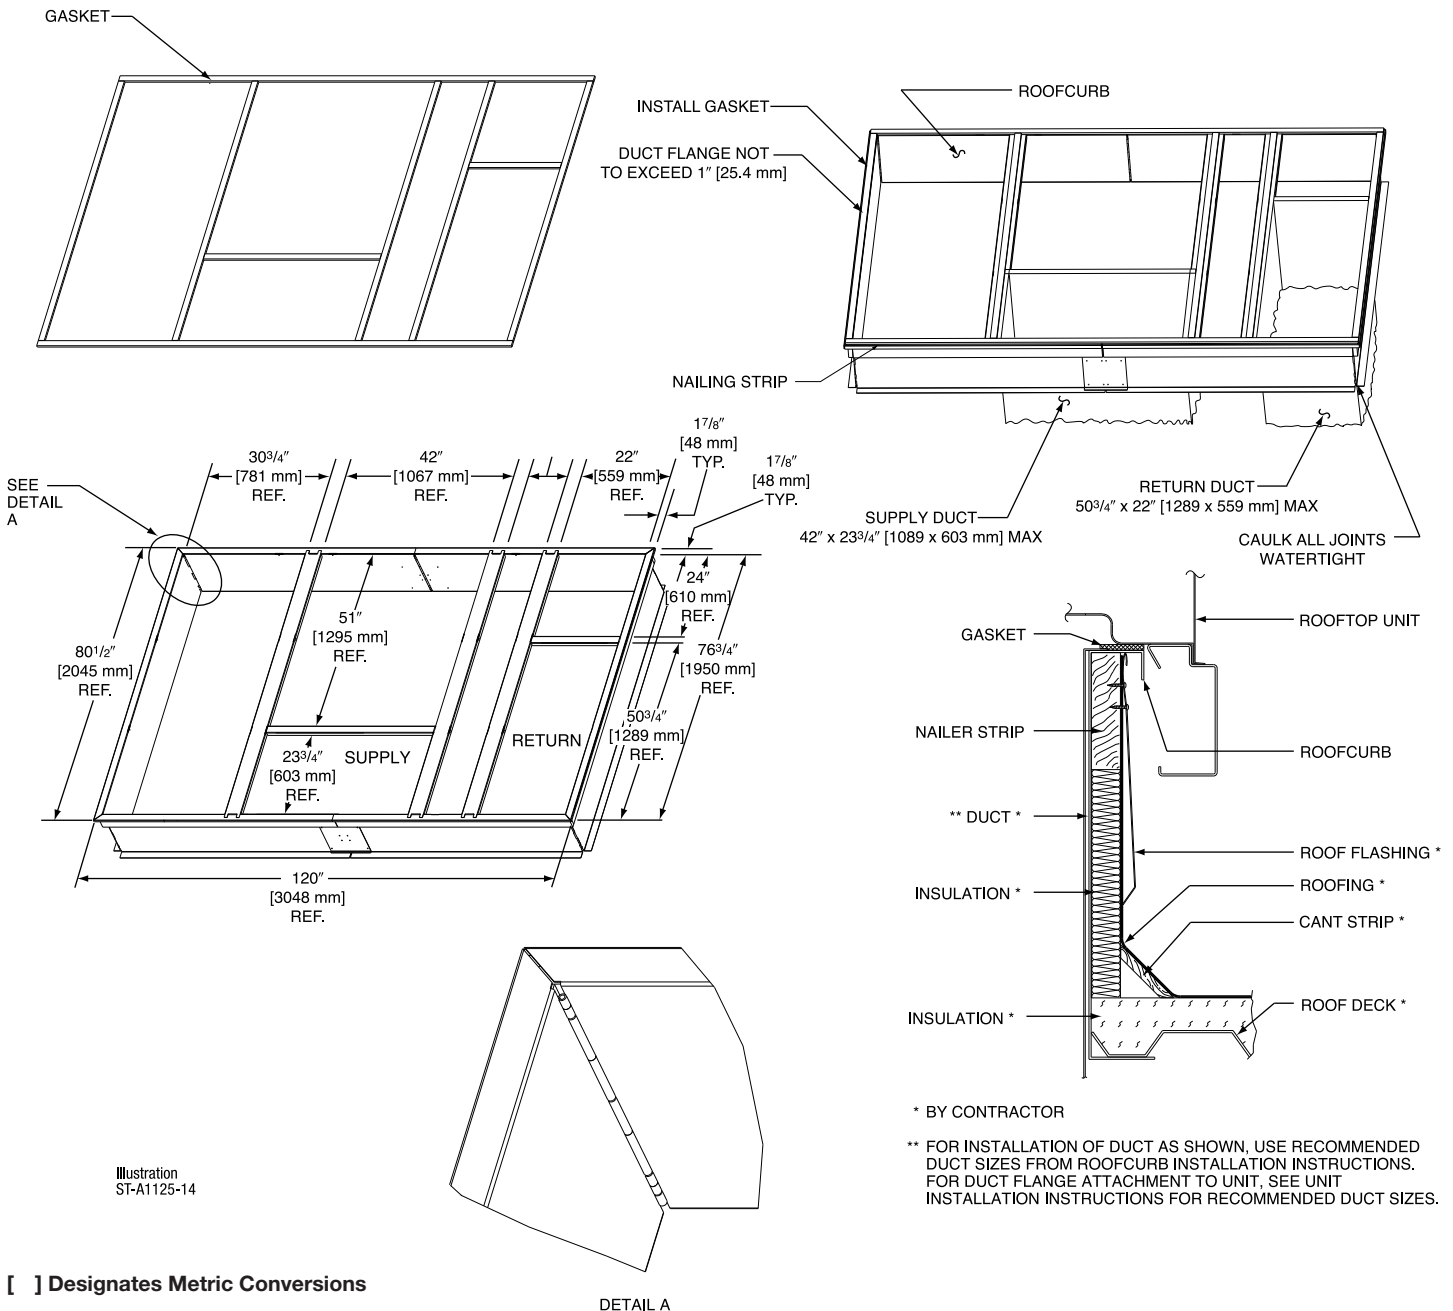 GASKET
INSTALL GASKET
DUCT FLANGE NOT
TO EXCEED 1″ [25.4 mm]
ROOFCURB
NAILING STRIP
SUPPLY DUCT
42″ x 233/4″ [1089 x 603 mm] MAX
RETURN DUCT
503/4″ x 22″ [1289 x 559 mm] MAX
CAULK ALL JOINTS
WATERTIGHT
SEE
DETAIL
A
303/4″
[781 mm]
REF.
42″
[1067 mm]
REF.
22″
[559 mm]
REF.
17/8″
[48 mm]
TYP.
17/8″
[48 mm]
TYP.
24″
[610 mm]
REF.
51″
[1295 mm]
REF.
801/2″
[2045 mm]
REF.
763/4″
[1950 mm]
REF.
503/4″
[1289 mm]
REF.
233/4″
[603 mm]
REF.
SUPPLY
RETURN
120″
[3048 mm]
REF.
GASKET
ROOFTOP UNIT
NAILER STRIP
ROOFCURB
** DUCT *
ROOF FLASHING *
INSULATION *
ROOFING *
CANT STRIP *
INSULATION *
ROOF DECK *
* BY CONTRACTOR
** FOR INSTALLATION OF DUCT AS SHOWN, USE RECOMMENDED
DUCT SIZES FROM ROOFCURB INSTALLATION INSTRUCTIONS.
FOR DUCT FLANGE ATTACHMENT TO UNIT, SEE UNIT
INSTALLATION INSTRUCTIONS FOR RECOMMENDED DUCT SIZES.
Illustration
ST-A1125-14
[ ] Designates Metric Conversions
DETAIL A